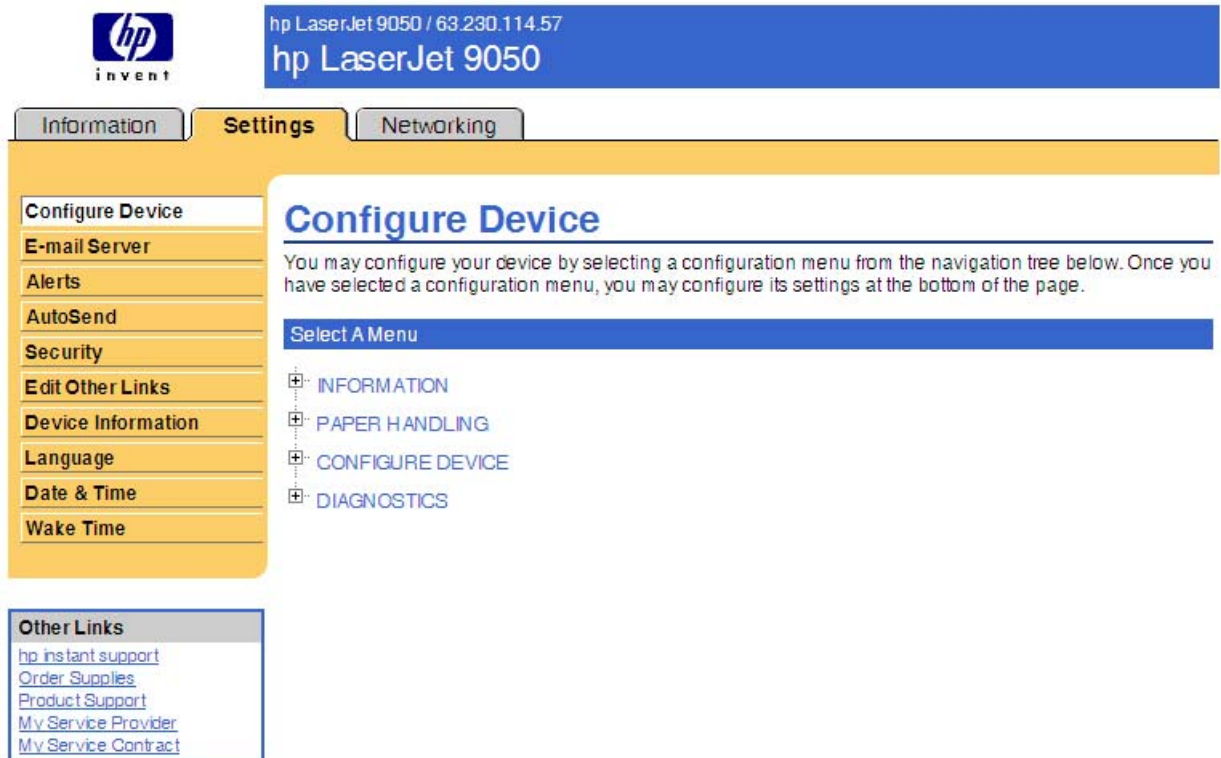 hp
invent
hp LaserJet 9050 / 63.230.114.57
hp LaserJet 9050
Information
Settings
Networking
Configure Device
E-mail Server
Alerts
AutoSend
Security
Edit Other Links
Device Information
Language
Date & Time
Wake Time
Other Links
hp instant support
Order Supplies
Product Support
My Service Provider
My Service Contract
Configure Device
You may configure your device by selecting a configuration menu from the navigation tree below. Once you
have selected a configuration menu, you may configure its settings at the bottom of the page.
Select A Menu
INFORMATION
PAPER HANDLING
CONFIGURE DEVICE
DIAGNOSTICS